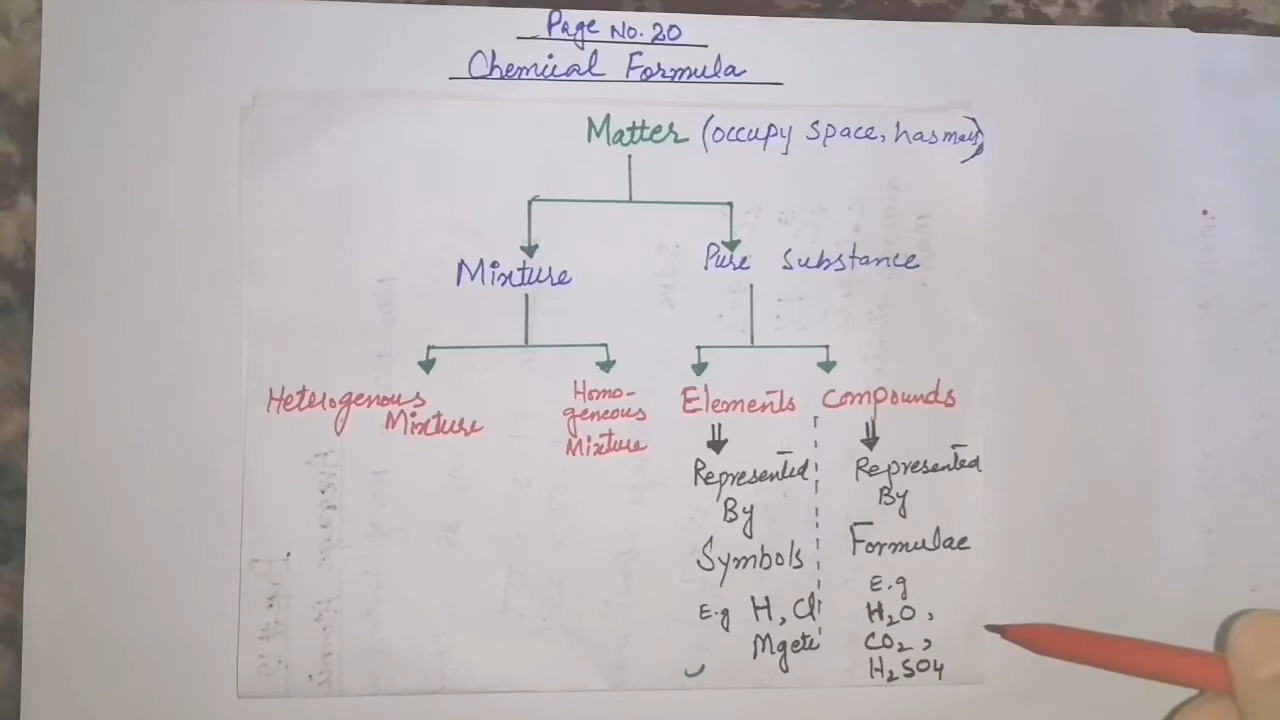 Page No. 20
Chemical Formula
Matter (occupy space, has mass)
Mixture
Pure Substance
Heterogenous
Mixture
Homo-
geneous
Mixture
Elements
Represented
By
Symbols
E.g H, Cl
Mg etc
Compounds
Represented
By
Formulae
E.g
H₂O,
CO₂,
H₂SO₄